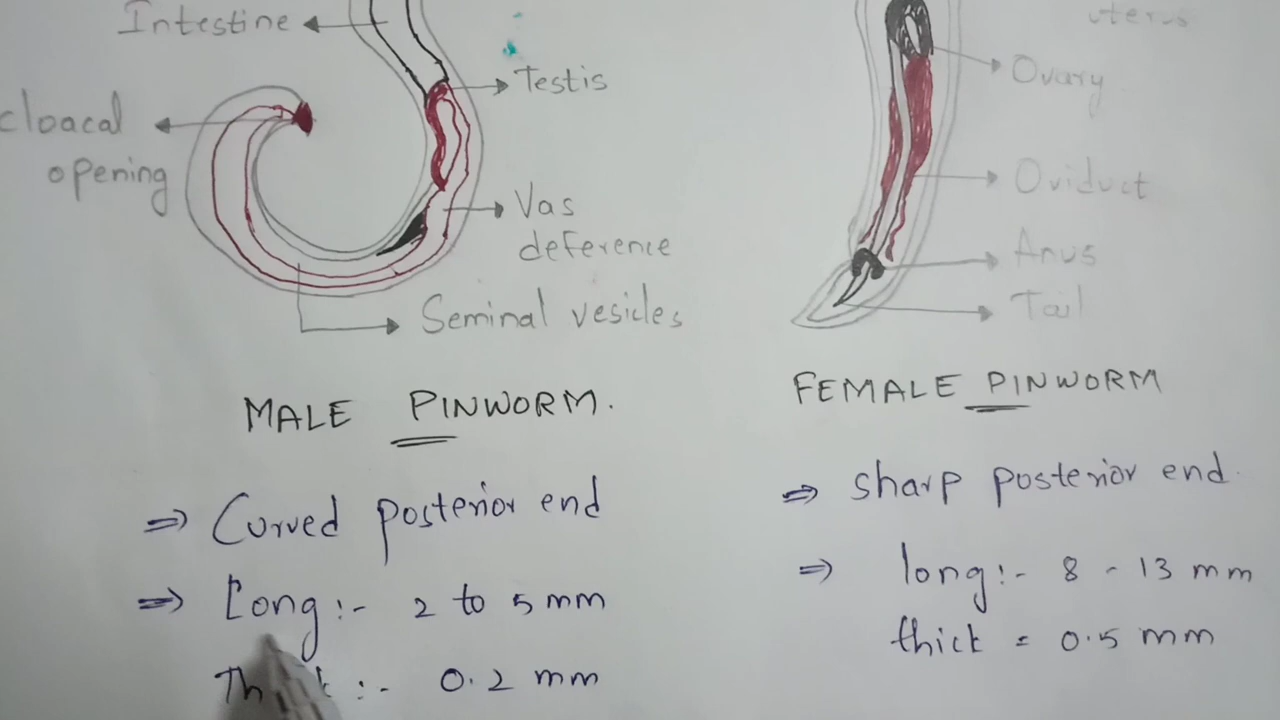 Intestine
Testis
cloacal
opening
Vas
deference
Seminal vesicles
uterus
Ovary
Oviduct
Anus
Tail
MALE PINWORM.
⇒ Curved posterior end
⇒ Long:- 2 to 5 mm
:- 0.2 mm
FEMALE PINWORM
⇒ sharp posterior end.
⇒ long:- 8 - 13 mm
thick = 0.5 mm